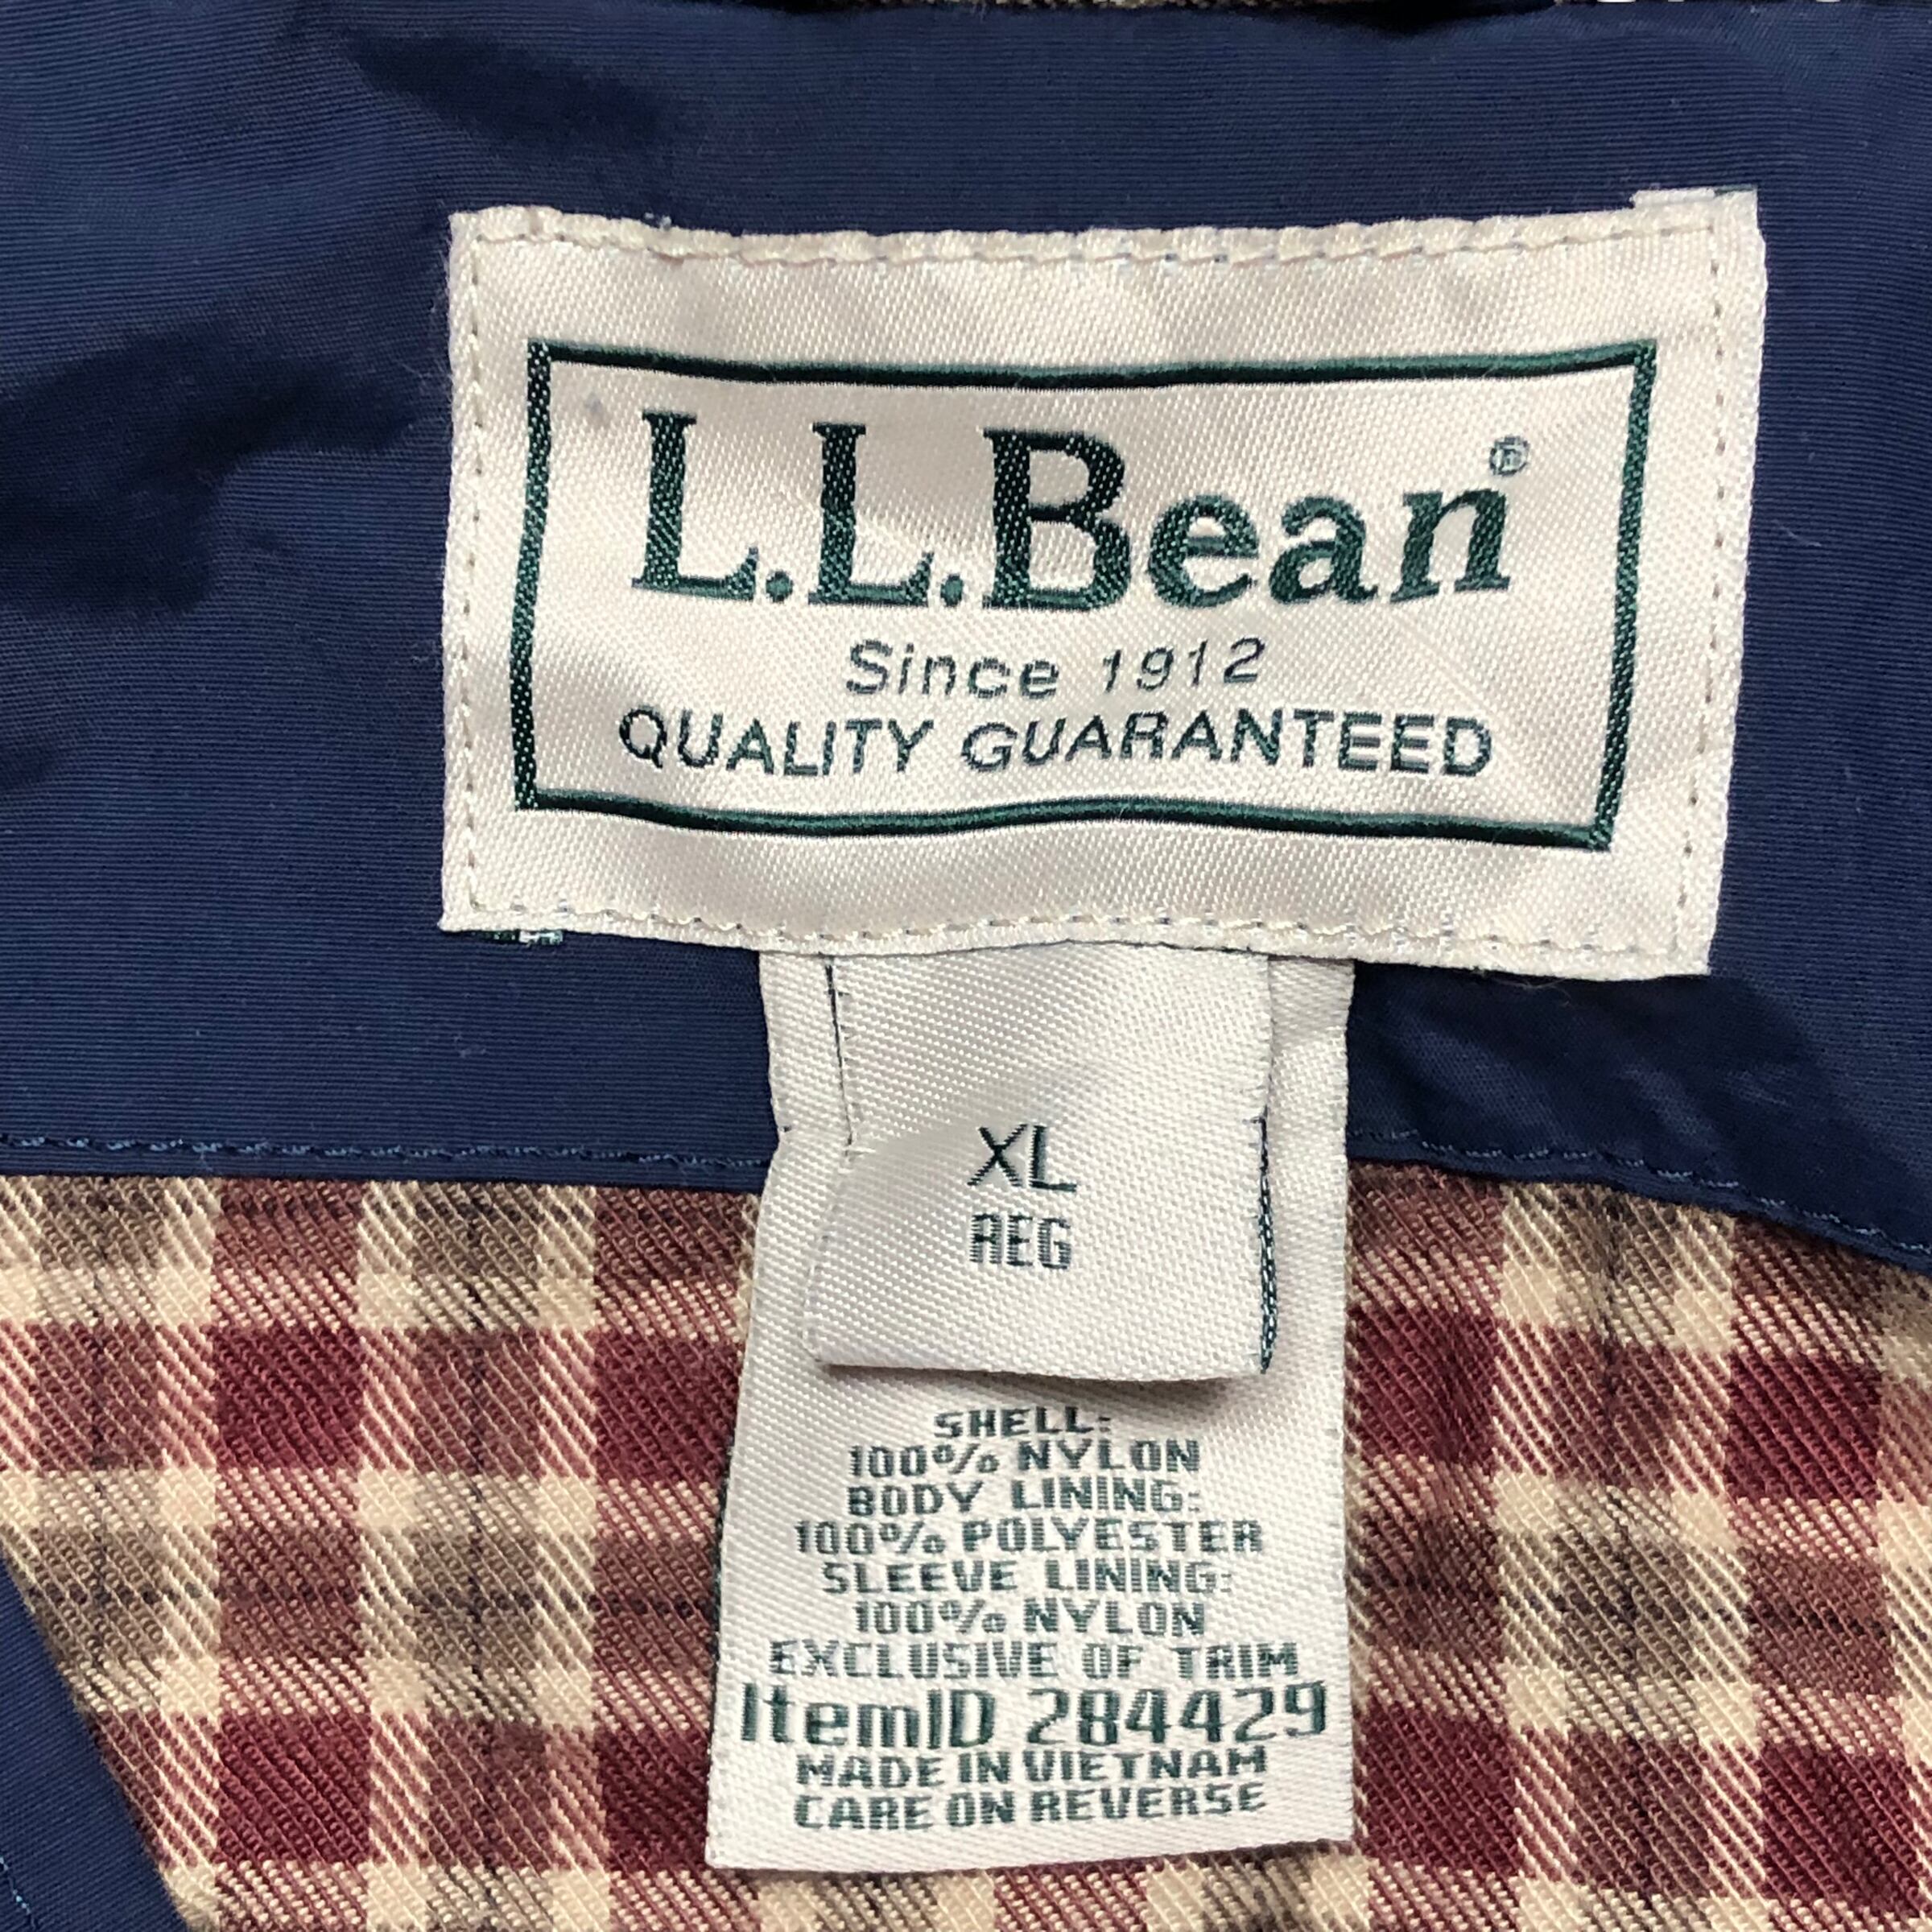 L.L.Bean®
Since 1912
QUALITY GUARANTEED
XL
REG
SHELL:
100% NYLON
BODY LINING:
100% POLYESTER
SLEEVE LINING:
100% NYLON
EXCLUSIVE OF TRIM
ItemID 284429
MADE IN VIETNAM
CARE ON REVERSE